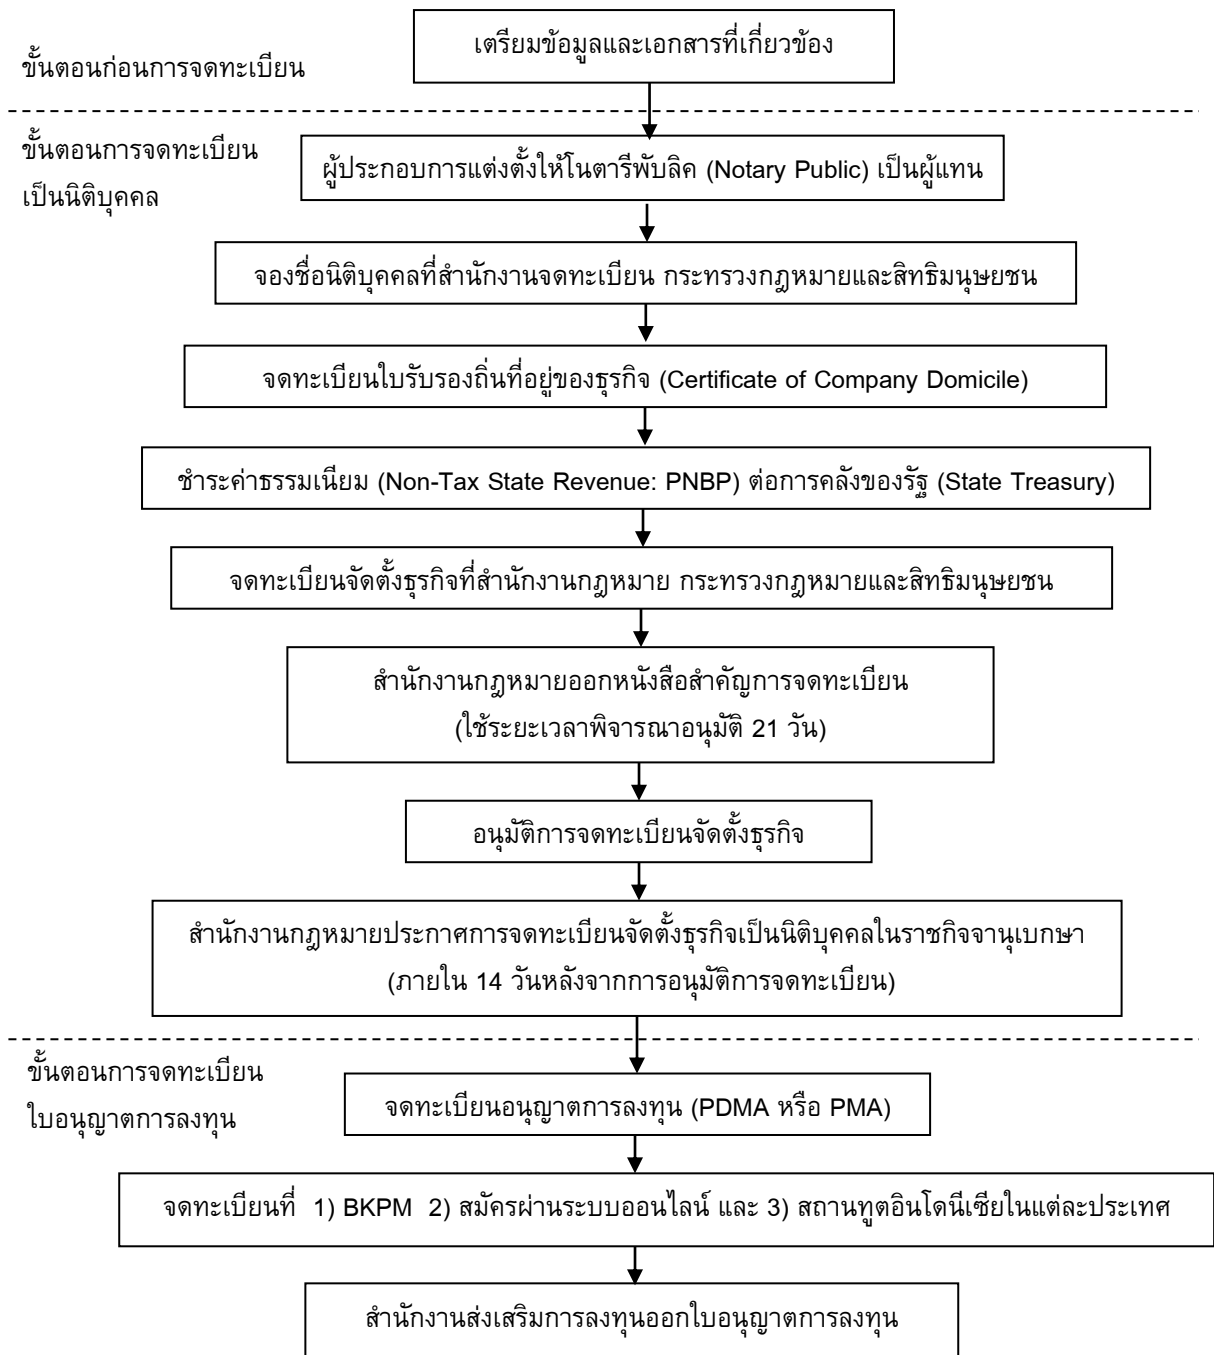 เตรียมข้อมูลและเอกสารที่เกี่ยวข้อง
ขั้นตอนก่อนการจดทะเบียน
ขั้นตอนการจดทะเบียน
เป็นนิติบุคคล
ผู้ประกอบการแต่งตั้งให้โนตารีพับลิค (Notary Public) เป็นผู้แทน
จองชื่อนิติบุคคลที่สำนักงานจดทะเบียน กระทรวงกฎหมายและสิทธิมนุษยชน
จดทะเบียนใบรับรองถิ่นที่อยู่ของธุรกิจ (Certificate of Company Domicile)
ชำระค่าธรรมเนียม (Non-Tax State Revenue: PNBP) ต่อการคลังของรัฐ (State Treasury)
จดทะเบียนจัดตั้งธุรกิจที่สำนักงานกฎหมาย กระทรวงกฎหมายและสิทธิมนุษยชน
สำนักงานกฎหมายออกหนังสือสำคัญการจดทะเบียน
(ใช้ระยะเวลาพิจารณาอนุมัติ 21 วัน)
อนุมัติการจดทะเบียนจัดตั้งธุรกิจ
สำนักงานกฎหมายประกาศการจดทะเบียนจัดตั้งธุรกิจเป็นนิติบุคคลในราชกิจจานุเบกษา
(ภายใน 14 วันหลังจากการอนุมัติการจดทะเบียน)
ขั้นตอนการจดทะเบียน
ใบอนุญาตการลงทุน
จดทะเบียนอนุญาตการลงทุน (PDMA หรือ PMA)
จดทะเบียนที่ 1) BKPM 2) สมัครผ่านระบบออนไลน์ และ 3) สถานทูตอินโดนีเซียในแต่ละประเทศ
สำนักงานส่งเสริมการลงทุนออกใบอนุญาตการลงทุน